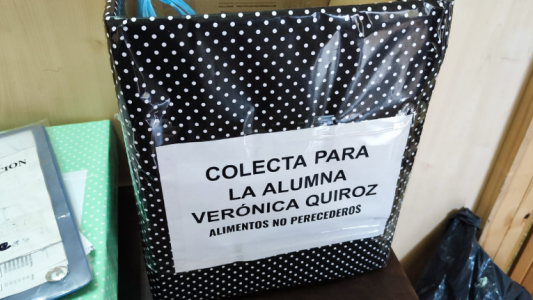 COLECTA PARA
LA ALUMNA
VERÓNICA QUIROZ
ALIMENTOS NO PERECEDEROS